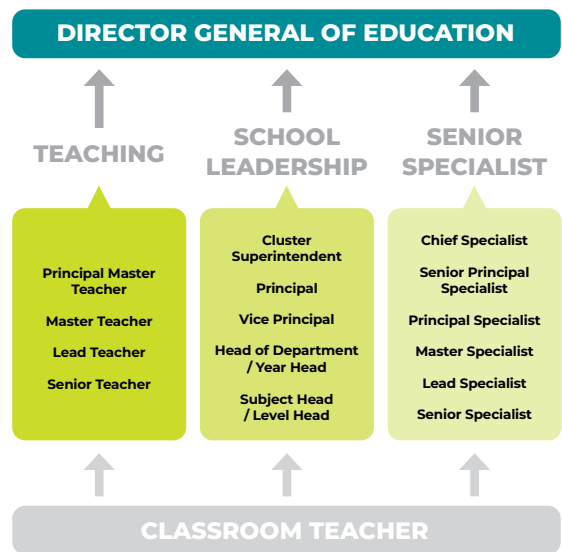 DIRECTOR GENERAL OF EDUCATION
TEACHING
SCHOOL
LEADERSHIP
SENIOR
SPECIALIST
Principal Master
Teacher
Master Teacher
Lead Teacher
Senior Teacher
Cluster
Superintendent
Principal
Vice Principal
Head of Department
/ Year Head
Subject Head
/ Level Head
Chief Specialist
Senior Principal
Specialist
Principal Specialist
Master Specialist
Lead Specialist
Senior Specialist
CLASSROOM TEACHER